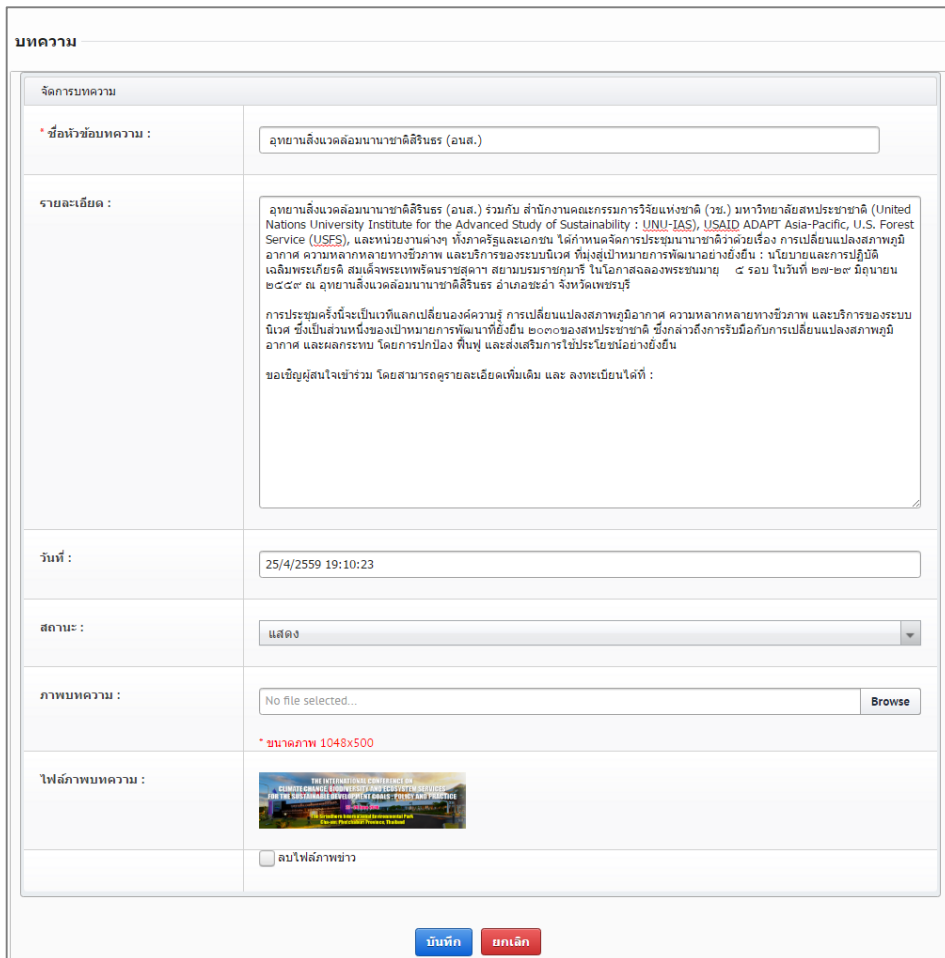 บทความ
จัดการบทความ
* ชื่อหัวข้อบทความ :
อุทยานสิ่งแวดล้อมนานาชาติสิรินธร (อนส.)
รายละเอียด :
อุทยานสิ่งแวดล้อมนานาชาติสิรินธร (อนส.) ร่วมกับ สำนักงานคณะกรรมการวิจัยแห่งชาติ (วช.) มหาวิทยาลัยสหประชาชาติ (United
Nations University Institute for the Advanced Study of Sustainability : UNU-IAS), USAID ADAPT Asia-Pacific, U.S. Forest
Service (USFS), และหน่วยงานต่างๆ ทั้งภาครัฐและเอกชน ได้กำหนดจัดการประชุมนานาชาติว่าด้วยเรื่อง การเปลี่ยนแปลงสภาพภูมิ
อากาศ ความหลากหลายทางชีวภาพ และบริการของระบบนิเวศ ที่มุ่งสู่เป้าหมายการพัฒนาอย่างยั่งยืน : นโยบายและการปฏิบัติ
เฉลิมพระเกียรติ สมเด็จพระเทพรัตนราชสุดาฯ สยามบรมราชกุมารี ในโอกาสฉลองพระชนมายุ ๕ รอบ ในวันที่ ๒๗-๒๙ มิถุนายน
๒๕๕๙ ณ อุทยานสิ่งแวดล้อมนานาชาติสิรินธร อำเภอชะอำ จังหวัดเพชรบุรี
การประชุมครั้งนี้จะเป็นเวทีแลกเปลี่ยนองค์ความรู้ การเปลี่ยนแปลงสภาพภูมิอากาศ ความหลากหลายทางชีวภาพ และบริการของระบบ
นิเวศ ซึ่งเป็นส่วนหนึ่งของเป้าหมายการพัฒนาที่ยั่งยืน ๒๐๓๐ของสหประชาชาติ ซึ่งกล่าวถึงการรับมือกับการเปลี่ยนแปลงสภาพภูมิ
อากาศ และผลกระทบ โดยการปกป้อง ฟื้นฟู และส่งเสริมการใช้ประโยชน์อย่างยั่งยืน
ขอเชิญผู้สนใจเข้าร่วม โดยสามารถดูรายละเอียดเพิ่มเติม และ ลงทะเบียนได้ที่ :
วันที่ :
25/4/2559 19:10:23
สถานะ :
แสดง
ภาพบทความ :
No file selected...
Browse
* ขนาดภาพ 1048x500
ไฟล์ภาพบทความ :
THE INTERNATIONAL CONFERENCE ON
CLIMATE CHANGE, BIODIVERSITY AND ECOSYSTEM SERVICES
FOR THE SUSTAINABLE DEVELOPMENT GOALS : POLICY AND PRACTICE
The Sirindhorn International Environmental Park
Cha-am, Phetchaburi Province, Thailand
ลบไฟล์ภาพข่าว
บันทึก
ยกเลิก